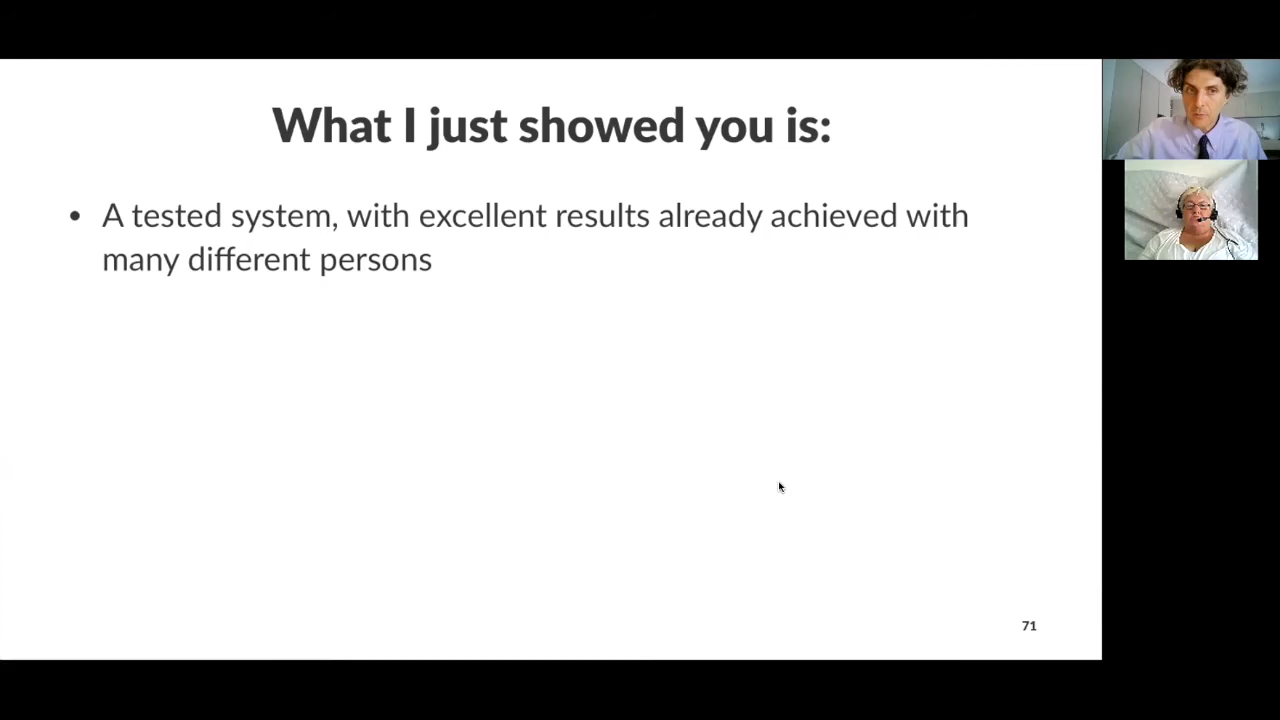 What I just showed you is:
• A tested system, with excellent results already achieved with
many different persons
71